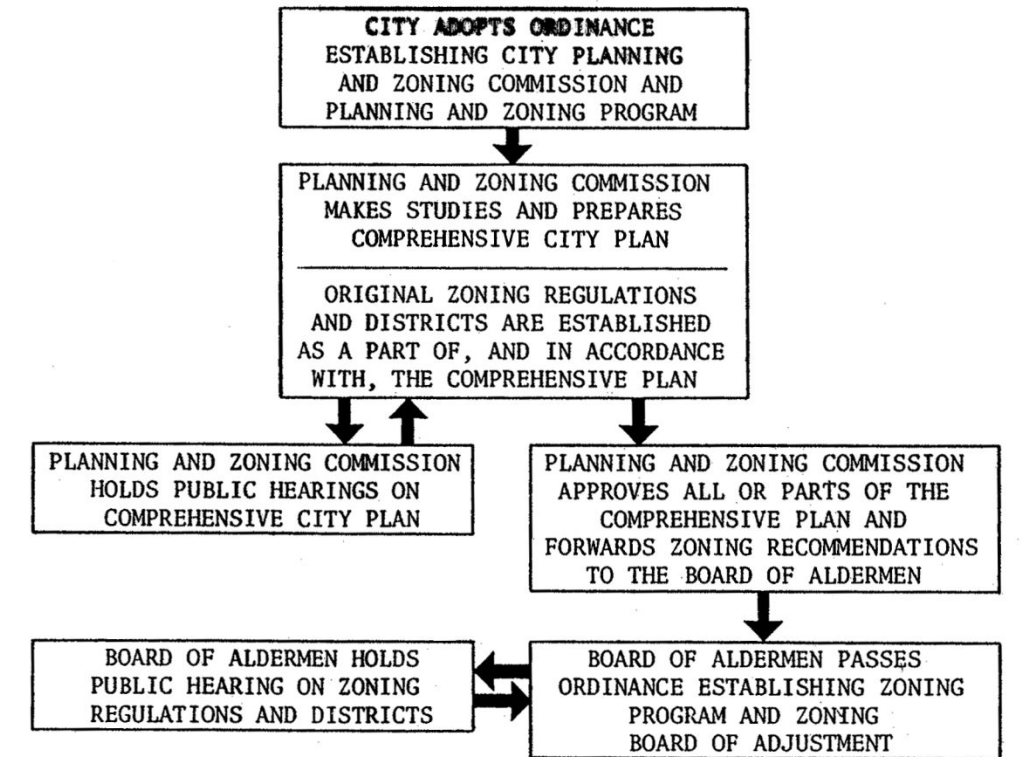 CITY ADOPTS ORDINANCE
ESTABLISHING CITY PLANNING
AND ZONING COMMISSION AND
PLANNING AND ZONING PROGRAM
PLANNING AND ZONING COMMISSION
MAKES STUDIES AND PREPARES
COMPREHENSIVE CITY PLAN
ORIGINAL ZONING REGULATIONS
AND DISTRICTS ARE ESTABLISHED
AS A PART OF, AND IN ACCORDANCE
WITH, THE COMPREHENSIVE PLAN
PLANNING AND ZONING COMMISSION
HOLDS PUBLIC HEARINGS ON
COMPREHENSIVE CITY PLAN
PLANNING AND ZONING COMMISSION
APPROVES ALL OR PARTS OF THE
COMPREHENSIVE PLAN AND
FORWARDS ZONING RECOMMENDATIONS
TO THE BOARD OF ALDERMEN
BOARD OF ALDERMEN HOLDS
PUBLIC HEARING ON ZONING
REGULATIONS AND DISTRICTS
BOARD OF ALDERMEN PASSES
ORDINANCE ESTABLISHING ZONING
PROGRAM AND ZONING
BOARD OF ADJUSTMENT